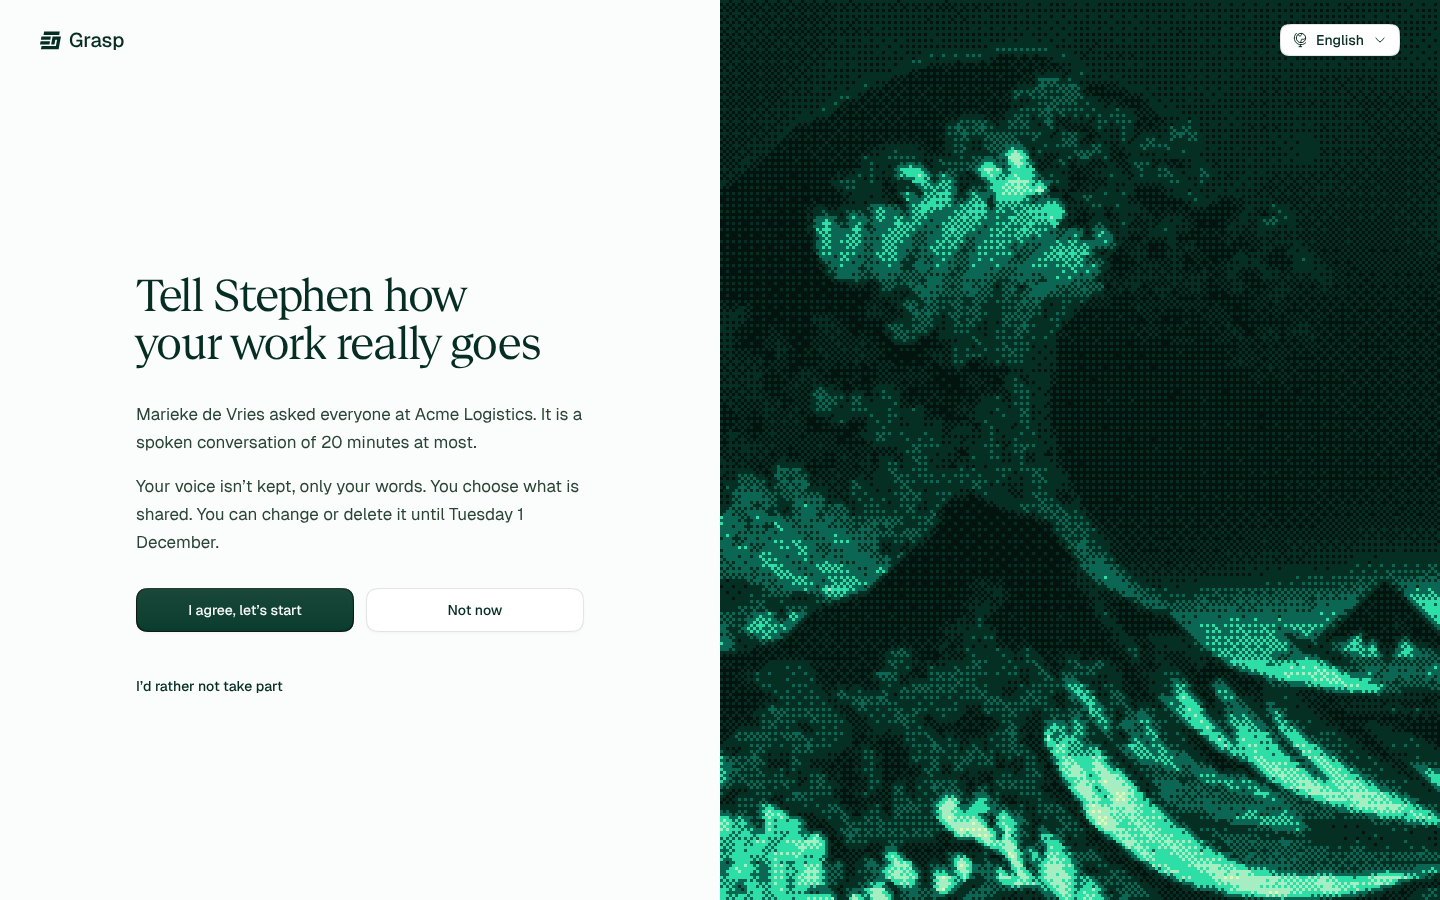 Grasp
English
Tell Stephen how
your work really goes
Marieke de Vries asked everyone at Acme Logistics. It is a
spoken conversation of 20 minutes at most.
Your voice isn’t kept, only your words. You choose what is
shared. You can change or delete it until Tuesday 1
December.
I agree, let’s start
Not now
I’d rather not take part